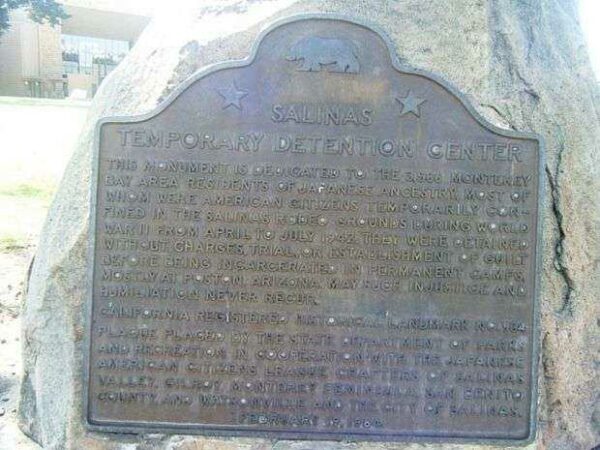 SALINAS
TEMPORARY DETENTION CENTER
THIS MONUMENT IS DEDICATED TO THE 3,586 MONTEREY
BAY AREA RESIDENTS OF JAPANESE ANCESTRY, MOST OF
WHOM WERE AMERICAN CITIZENS, TEMPORARILY CON-
FINED IN THE SALINAS RODEO GROUNDS DURING WORLD
WAR II FROM APRIL TO JULY 1942. THEY WERE DETAINED
WITHOUT CHARGES, TRIAL, OR ESTABLISHMENT OF GUILT
BEFORE BEING INCARCERATED IN PERMANENT CAMPS,
MOSTLY AT POSTON, ARIZONA. MAY SUCH INJUSTICE AND
HUMILIATION NEVER RECUR.
CALIFORNIA REGISTERED HISTORICAL LANDMARK NO. 934
PLAQUE PLACED BY THE STATE DEPARTMENT OF PARKS
AND RECREATION IN COOPERATION WITH THE JAPANESE
AMERICAN CITIZENS LEAGUE CHAPTERS OF SALINAS
VALLEY, GILROY, MONTEREY PENINSULA, SAN BENITO
COUNTY, AND WATSONVILLE, AND THE CITY OF SALINAS.
FEBRUARY 19,